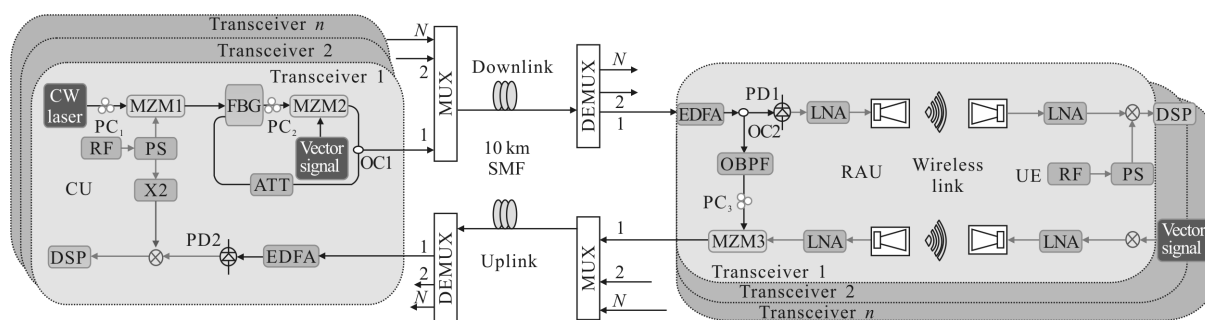 Transceiver n
Transceiver 2
Transceiver 1
CW
laser
PC1
MZM1
FBG
PC2
MZM2
RF
PS
Vector
signal
OC1
CU
X2
ATT
DSP
PD2
EDFA
N
2
1
MUX
Downlink
10 km
SMF
DEMUX
N
2
1
1
2
N
DEMUX
Uplink
MUX
1
2
N
EDFA
PD1
OC2
LNA
OBPF
PC3
MZM3
LNA
RAU
Wireless
link
UE
LNA
DSP
RF
PS
LNA
Vector
signal
Transceiver 1
Transceiver 2
Transceiver n